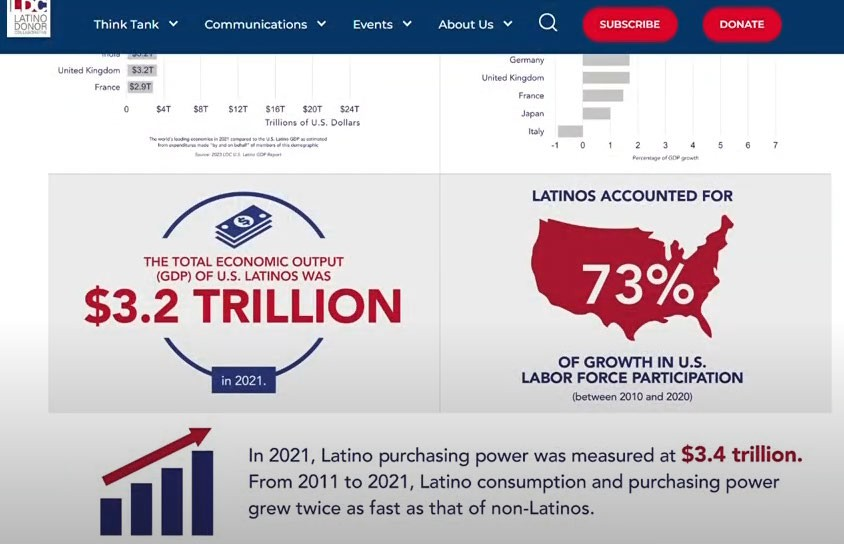 LDC
LATINO
DONOR
COLLABORATIVE
Think Tank
Communications
Events
About Us
SUBSCRIBE
DONATE
India $3.2T
United Kingdom $3.2T
France $2.9T
0 $4T $8T $12T $16T $20T $24T
Trillions of U.S. Dollars
The world's leading economies in 2021 compared to the U.S. Latino GDP as estimated
from expenditures made "by and on behalf" of members of this demographic
Source: 2023 LDC U.S. Latino GDP Report
Germany
United Kingdom
France
Japan
Italy
-1 0 1 2 3 4 5 6 7
Percentage of GDP growth
THE TOTAL ECONOMIC OUTPUT
(GDP) OF U.S. LATINOS WAS
$3.2 TRILLION
in 2021.
LATINOS ACCOUNTED FOR
73%
OF GROWTH IN U.S.
LABOR FORCE PARTICIPATION
(between 2010 and 2020)
In 2021, Latino purchasing power was measured at $3.4 trillion.
From 2011 to 2021, Latino consumption and purchasing power
grew twice as fast as that of non-Latinos.